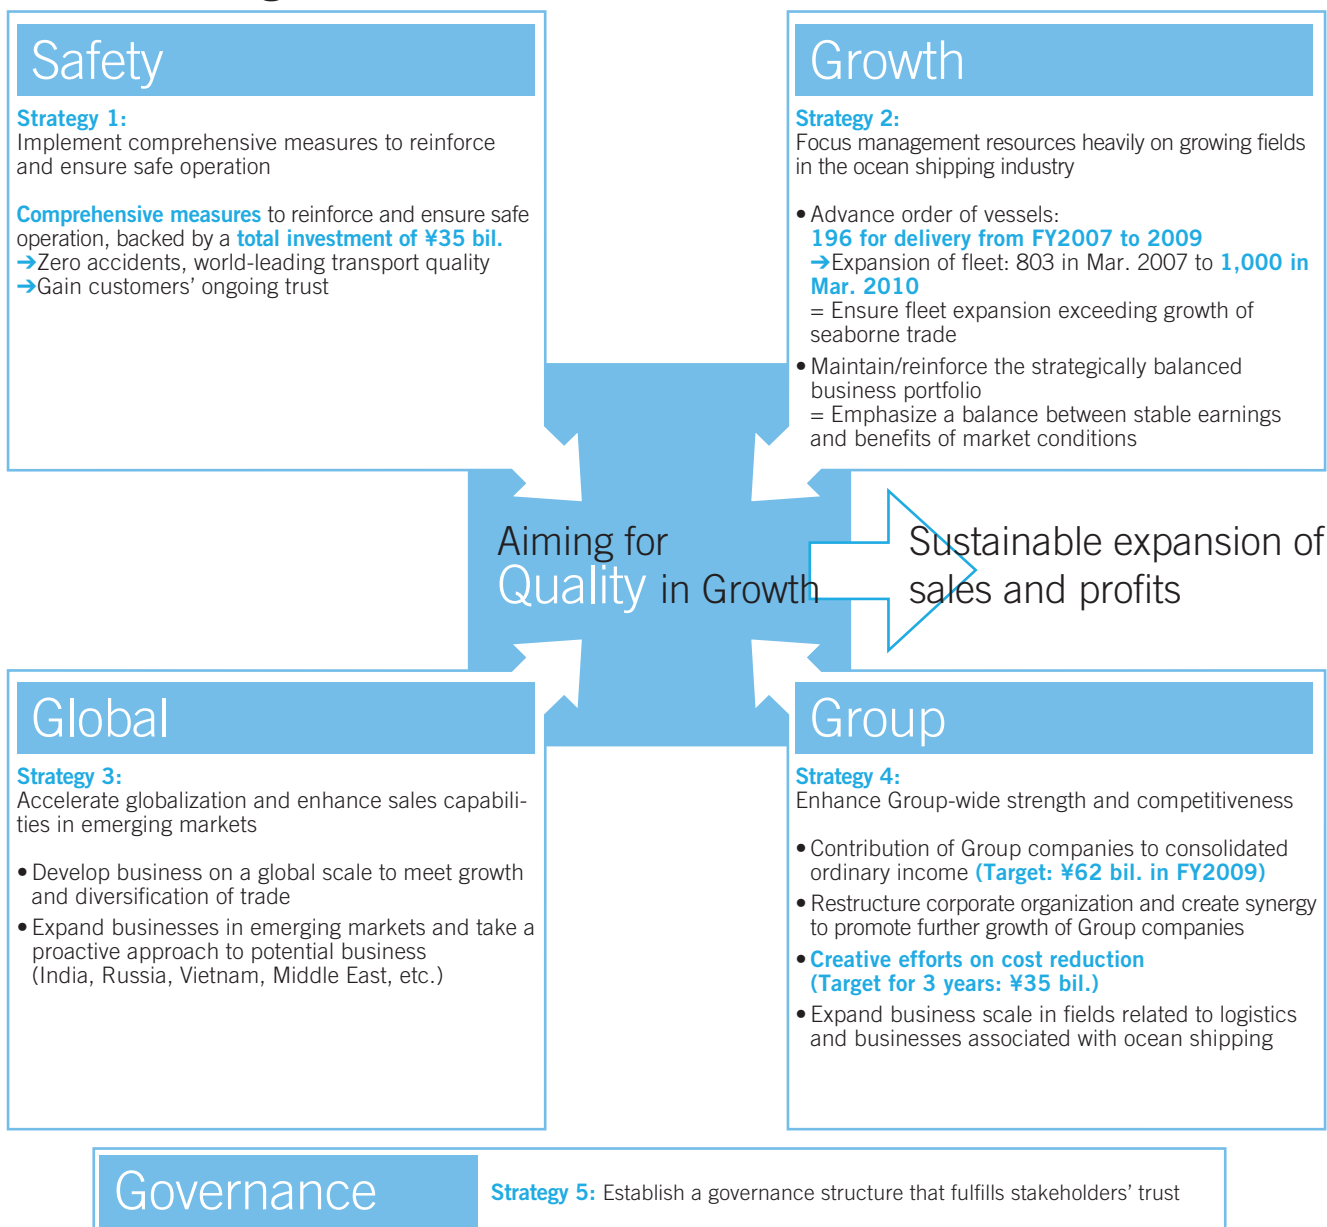 Safety
Strategy 1:
Implement comprehensive measures to reinforce
and ensure safe operation
Comprehensive measures to reinforce and ensure safe
operation, backed by a total investment of ¥35 bil.
➔Zero accidents, world-leading transport quality
➔Gain customers’ ongoing trust
Growth
Strategy 2:
Focus management resources heavily on growing fields
in the ocean shipping industry
• Advance order of vessels:
196 for delivery from FY2007 to 2009
➔Expansion of fleet: 803 in Mar. 2007 to 1,000 in
Mar. 2010
= Ensure fleet expansion exceeding growth of
seaborne trade
• Maintain/reinforce the strategically balanced
business portfolio
= Emphasize a balance between stable earnings
and benefits of market conditions
Aiming for
Quality in Growth
Sustainable expansion of
sales and profits
Global
Strategy 3:
Accelerate globalization and enhance sales capabili-
ties in emerging markets
• Develop business on a global scale to meet growth
and diversification of trade
• Expand businesses in emerging markets and take a
proactive approach to potential business
(India, Russia, Vietnam, Middle East, etc.)
Group
Strategy 4:
Enhance Group-wide strength and competitiveness
• Contribution of Group companies to consolidated
ordinary income (Target: ¥62 bil. in FY2009)
• Restructure corporate organization and create synergy
to promote further growth of Group companies
• Creative efforts on cost reduction
(Target for 3 years: ¥35 bil.)
• Expand business scale in fields related to logistics
and businesses associated with ocean shipping
Governance
Strategy 5: Establish a governance structure that fulfills stakeholders’ trust